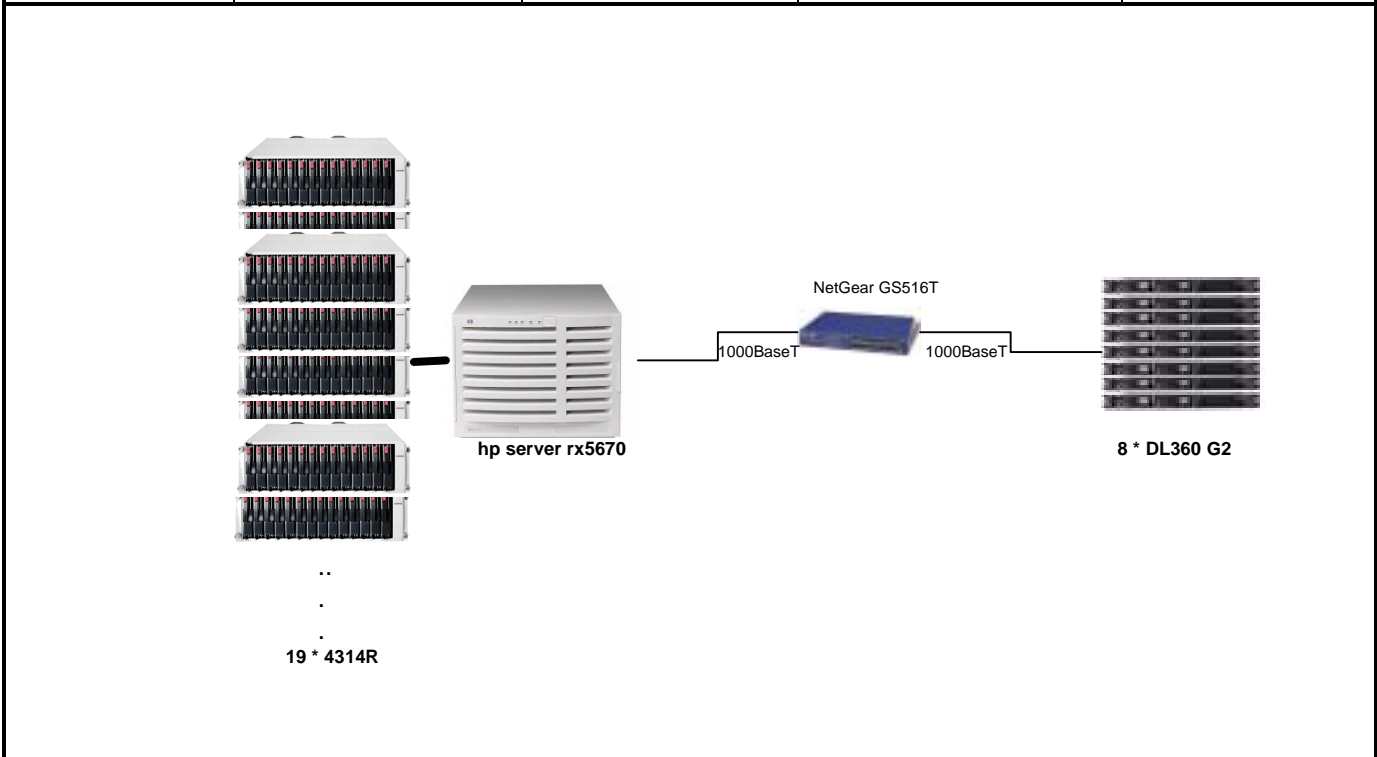 NetGear GS516T
1000BaseT
1000BaseT
hp server rx5670
8 * DL360 G2
..
.
.
19 * 4314R